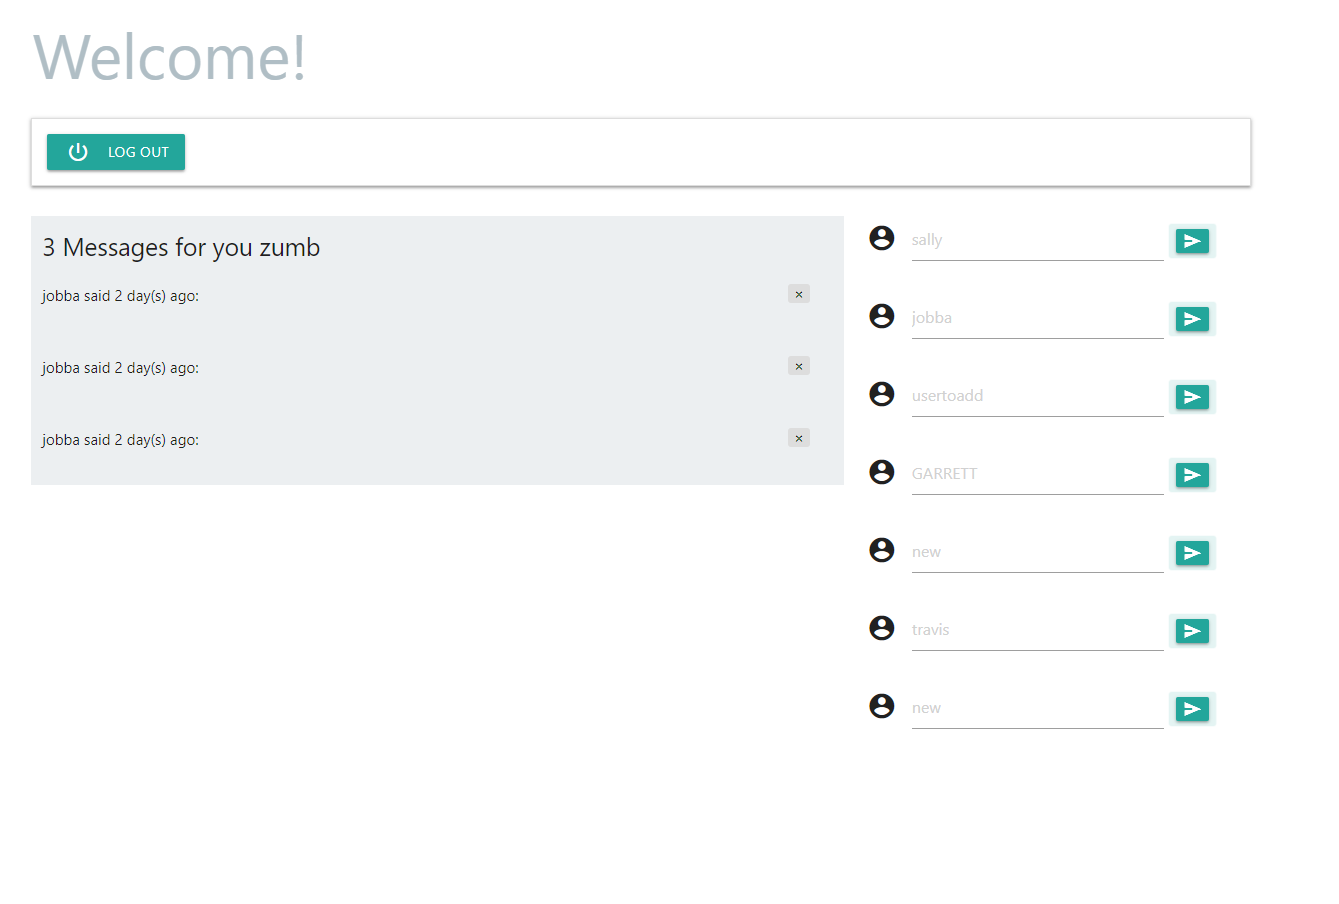 Welcome!
LOG OUT
3 Messages for you zumb
jobba said 2 day(s) ago:
x
jobba said 2 day(s) ago:
x
jobba said 2 day(s) ago:
x
sally
jobba
usertoadd
GARRETT
new
travis
new